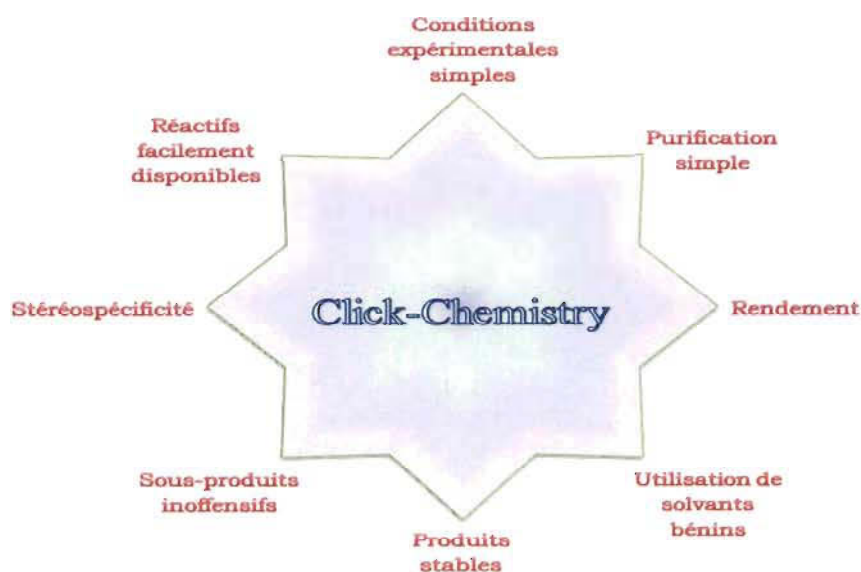 Conditions
expérimentales
simples
Réactifs
facilement
disponibles
Purification
simple
Stéréospécificité
Click-Chemistry
Rendement
Sous-produits
inoffensifs
Utilisation de
solvants
bénins
Produits
stables